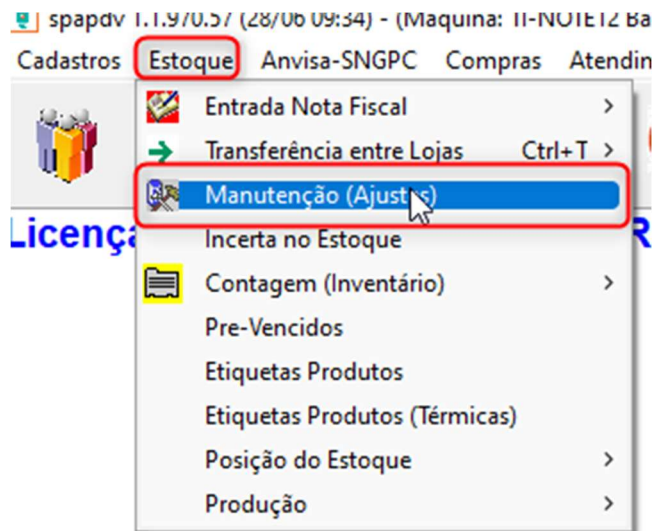 spapdv 1.1.970.57 (28/06 09:34) - (Maquina: TI-NOTE12 Ba
Cadastros Estoque Anvisa-SNGPC Compras Atendin
Entrada Nota Fiscal >
Transferência entre Lojas Ctrl+T >
Manutenção (Ajustes)
Licença
R
Incerta no Estoque
Contagem (Inventário) >
Pre-Vencidos
Etiquetas Produtos
Etiquetas Produtos (Térmicas)
Posição do Estoque >
Produção >